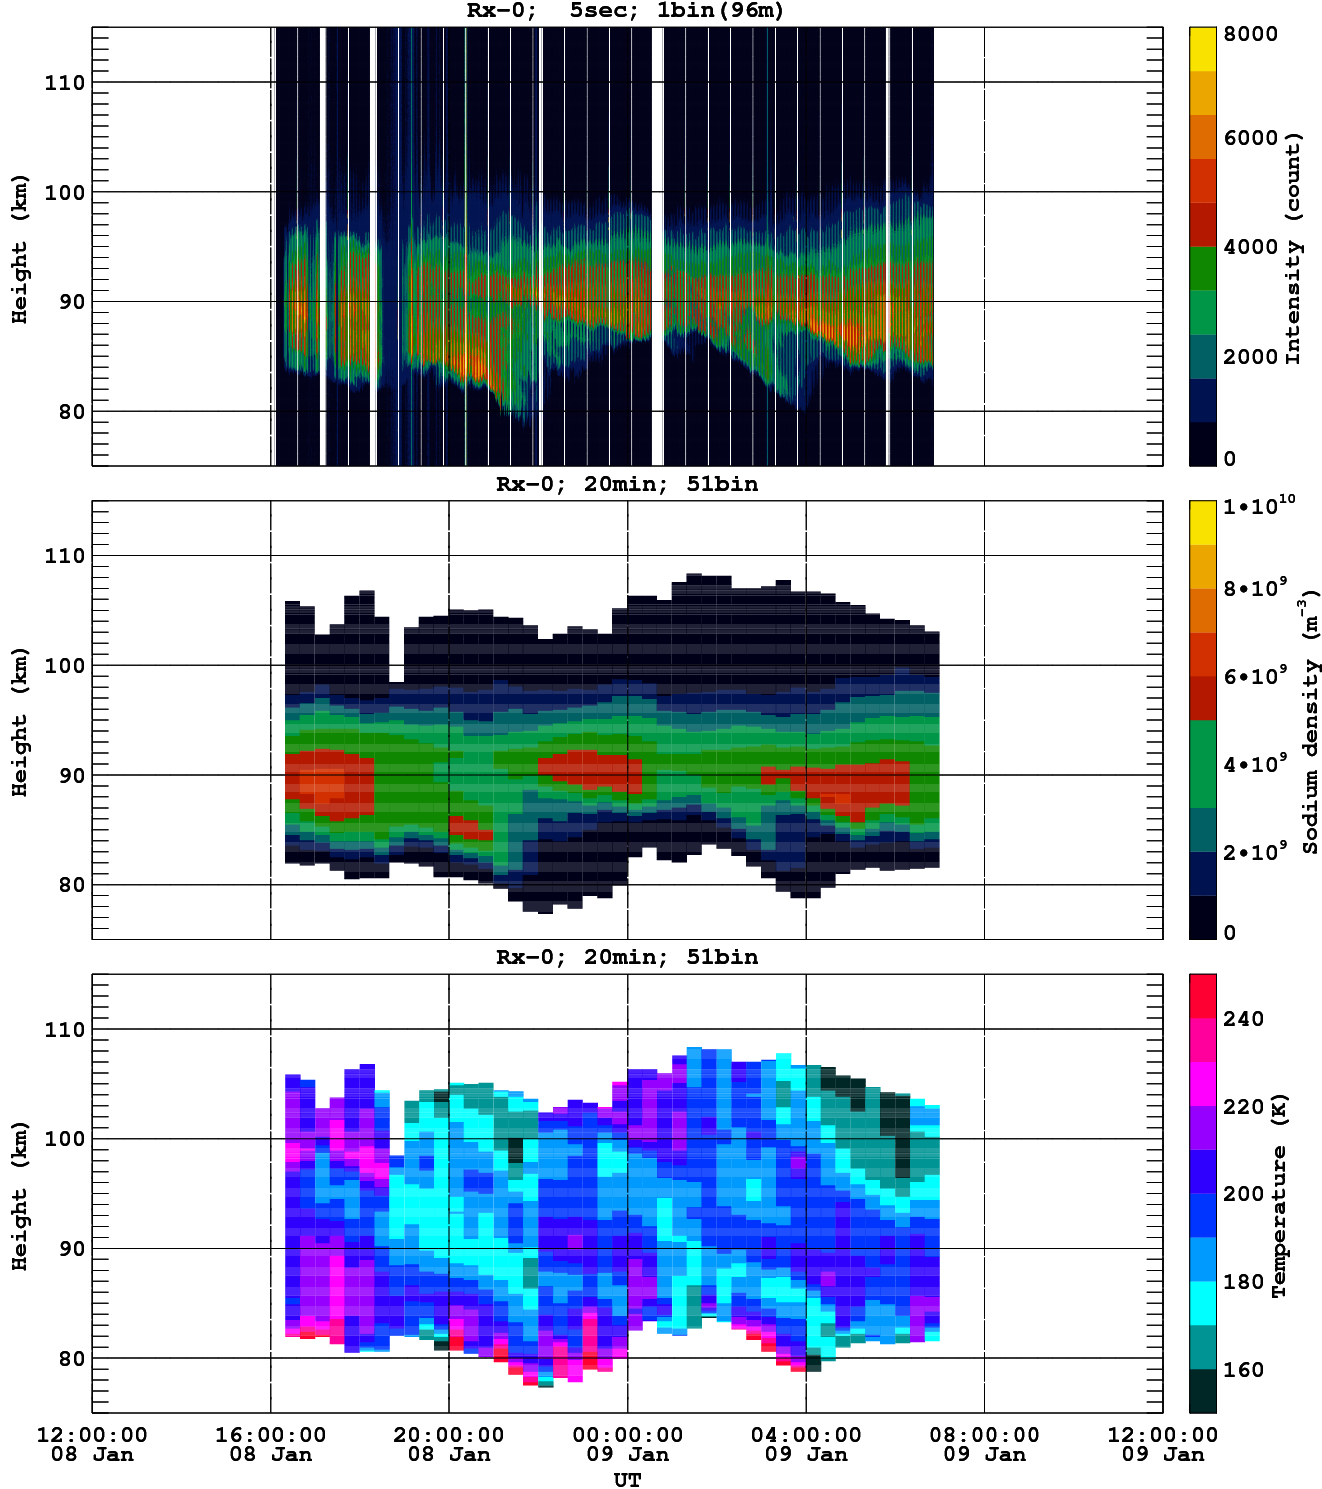 Rx-0;  5sec; 1bin(96m)
110
100
90
80
Height (km)
8000
6000
4000
2000
0
Intensity (count)
Rx-0; 20min; 51bin
110
100
90
80
Height (km)
1•10¹⁰
8•10⁹
6•10⁹
4•10⁹
2•10⁹
0
Sodium density (m⁻³)
Rx-0; 20min; 51bin
110
100
90
80
Height (km)
240
220
200
180
160
Temperature (K)
12:00:00 16:00:00 20:00:00 00:00:00 04:00:00 08:00:00 12:00:00
08 Jan 08 Jan 08 Jan 09 Jan 09 Jan 09 Jan 09 Jan
UT